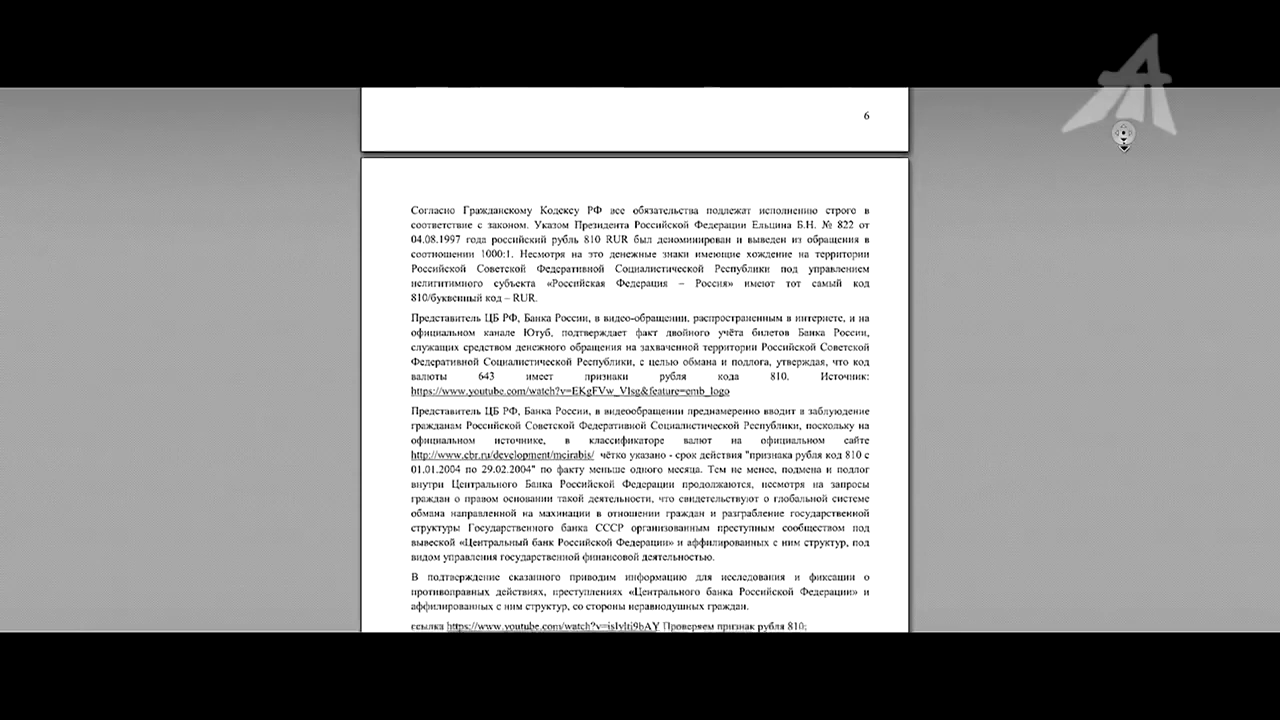 6
Согласно Гражданскому Кодексу РФ все обязательства подлежат исполнению строго в
соответствие с законом. Указом Президента Российской Федерации Ельцина Б.Н. № 822 от
04.08.1997 года российский рубль 810 RUR был деноминирован и выведен из обращения в
соотношении 1000:1. Несмотря на это денежные знаки имеющие хождение на территории
Российской Советской Федеративной Социалистической Республики под управлением
нелигитимного субъекта «Российская Федерация – Россия» имеют тот самый код
810/буквенный код – RUR.
Представитель ЦБ РФ, Банка России, в видео-обращении, распространенным в интернете, и на
официальном канале Ютуб, подтверждает факт двойного учёта билетов Банка России,
служащих средством денежного обращения на захваченной территории Российской Советской
Федеративной Социалистической Республики, с целью обмана и подлога, утверждая, что код
валюты 643 имеет признаки рубля кода 810. Источник:
https://www.youtube.com/watch?v=EKgFVw_VIsg&feature=emb_logo
Представитель ЦБ РФ, Банка России, в видеообращении преднамеренно вводит в заблуюдение
гражданам Российской Советской Федеративной Социалистической Республики, поскольку на
официальном источнике, в классификаторе валют на официальном сайте
http://www.cbr.ru/development/mcirabis/ чётко указано - срок действия "признака рубля код 810 с
01.01.2004 по 29.02.2004" по факту меньше одного месяца. Тем не менее, подмена и подлог
внутри Центрального Банка Российской Федерации продолжаются, несмотря на запросы
граждан о правом основании такой деятельности, что свидетельствуют о глобальной системе
обмана направленной на махинации в отношении граждан и разграбление государственной
структуры Государственного банка СССР организованным преступным сообществом под
вывеской «Центральный банк Российской Федерации» и аффилированных с ним структур, под
видом управления государственной финансовой деятельностью.
В подтверждение сказанного приводим информацию для исследования и фиксации о
противоправных действиях, преступлениях «Центрального банка Российской Федерации» и
аффилированных с ним структур, со стороны неравнодушных граждан.
ссылка https://www.youtube.com/watch?v=isIvlti9bAY Проверяем признак рубля 810;